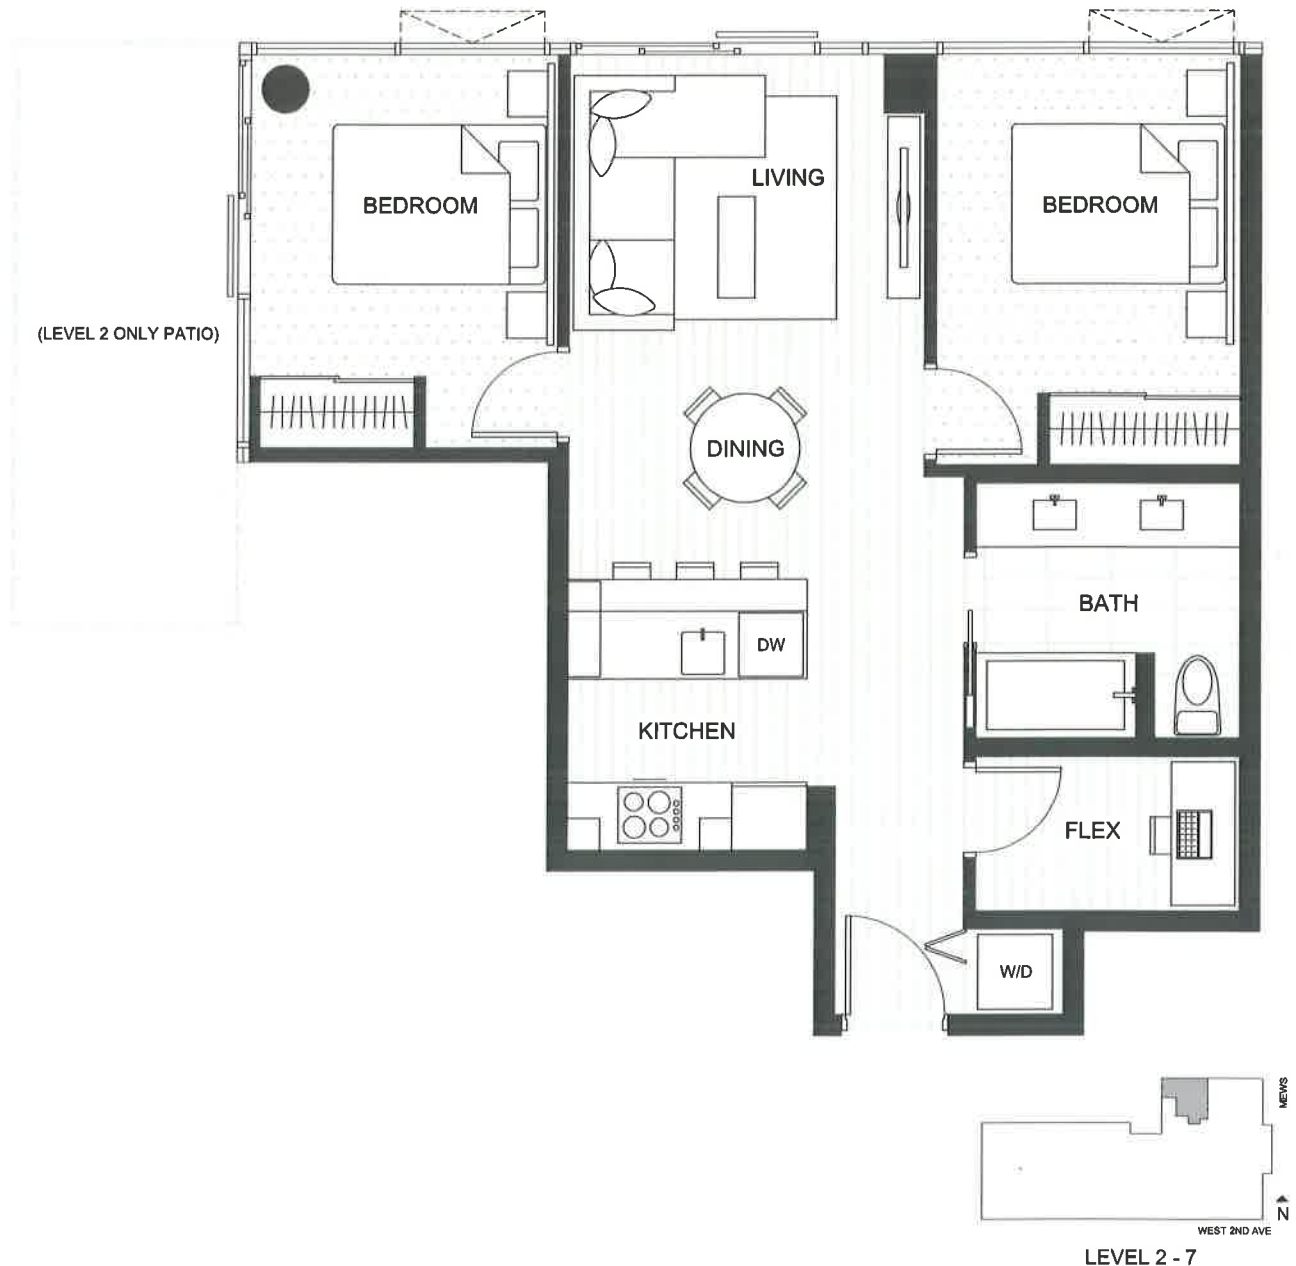 LIVING
BEDROOM
BEDROOM
(LEVEL 2 ONLY PATIO)
DINING
BATH
DW
KITCHEN
FLEX
W/D
MEWS
N
WEST 2ND AVE
LEVEL 2 - 7